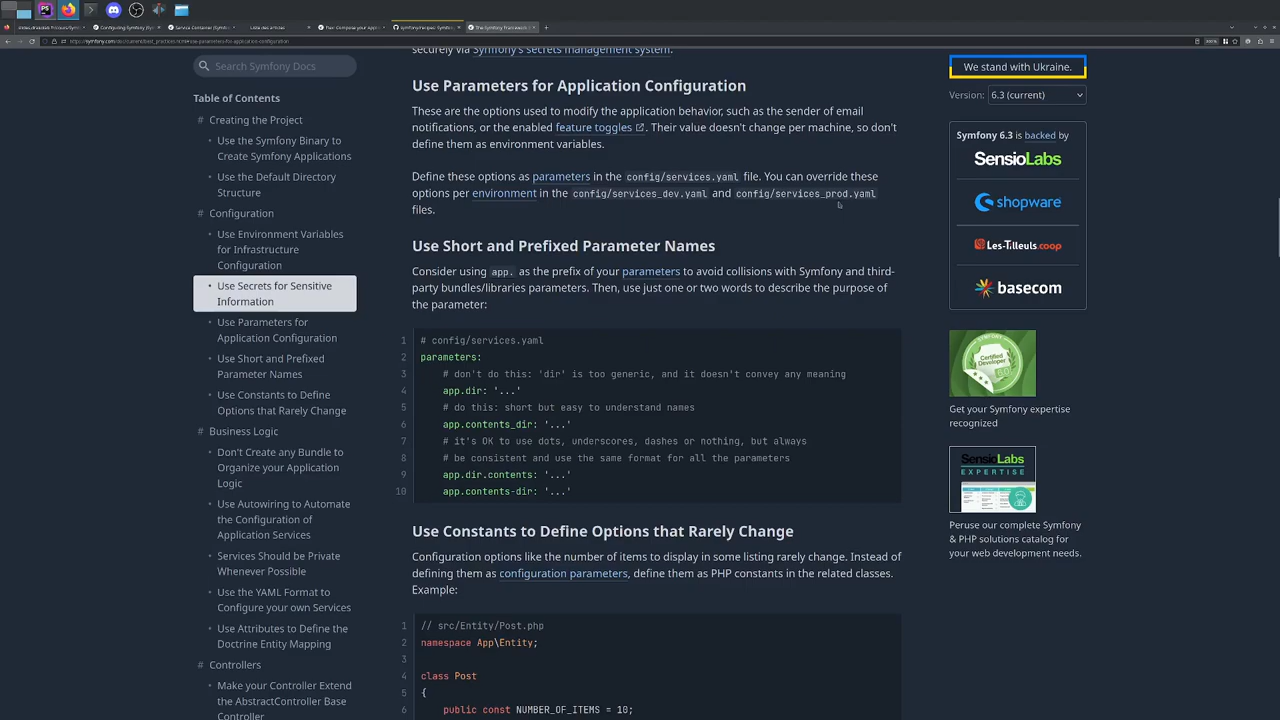 Configuring Symfony (Sym
Service Container (Symf
Liste des articles
symfony/recipes: Symfony
The Symfony Framework
securely via Symfony's secrets management system.
Search Symfony Docs
Table of Contents
# Creating the Project
• Use the Symfony Binary to
Create Symfony Applications
• Use the Default Directory
Structure
# Configuration
• Use Environment Variables
for Infrastructure
Configuration
• Use Secrets for Sensitive
Information
• Use Parameters for
Application Configuration
• Use Short and Prefixed
Parameter Names
• Use Constants to Define
Options that Rarely Change
# Business Logic
• Don't Create any Bundle to
Organize your Application
Logic
• Use Autowiring to Automate
the Configuration of
Application Services
• Services Should be Private
Whenever Possible
• Use the YAML Format to
Configure your own Services
• Use Attributes to Define the
Doctrine Entity Mapping
# Controllers
• Make your Controller Extend
the AbstractController Base
Controller
Use Parameters for Application Configuration
These are the options used to modify the application behavior, such as the sender of email
notifications, or the enabled feature toggles. Their value doesn't change per machine, so don't
define them as environment variables.
Define these options as parameters in the config/services.yaml file. You can override these
options per environment in the config/services_dev.yaml and config/services_prod.yaml
files.
Use Short and Prefixed Parameter Names
Consider using app. as the prefix of your parameters to avoid collisions with Symfony and third-
party bundles/libraries parameters. Then, use just one or two words to describe the purpose of
the parameter:
1 # config/services.yaml
2 parameters:
3 # don't do this: 'dir' is too generic, and it doesn't convey any meaning
4 app.dir: '...'
5 # do this: short but easy to understand names
6 app.contents_dir: '...'
7 # it's OK to use dots, underscores, dashes or nothing, but always
8 # be consistent and use the same format for all the parameters
9 app.dir.contents: '...'
10 app.contents-dir: '...'
Use Constants to Define Options that Rarely Change
Configuration options like the number of items to display in some listing rarely change. Instead of
defining them as configuration parameters, define them as PHP constants in the related classes.
Example:
1 // src/Entity/Post.php
2 namespace App\Entity;
3
4 class Post
5 {
6 public const NUMBER_OF_ITEMS = 10;
We stand with Ukraine.
Version: 6.3 (current)
Symfony 6.3 is backed by
SensioLabs
shopware
Les-Tilleuls.coop
basecom
Certified
Developer
Get your Symfony expertise
recognized
SensioLabs
EXPERTISE
Peruse our complete Symfony
& PHP solutions catalog for
your web development needs.